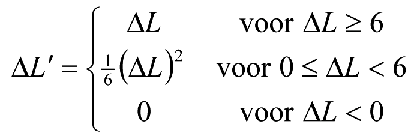 ΔL′ = { ΔL voor ΔL ≥ 6
1/6 (ΔL)² voor 0 ≤ ΔL < 6
0 voor ΔL < 0